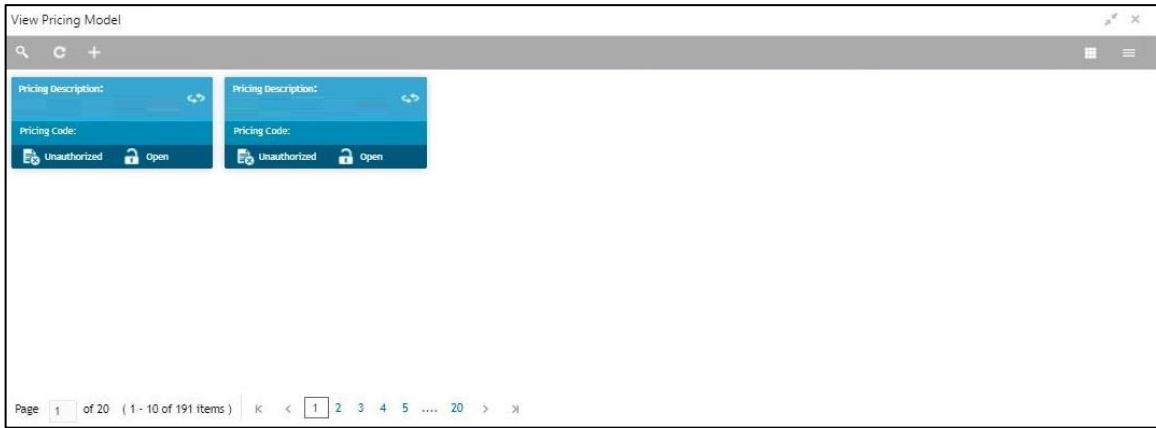 View Pricing Model
Pricing Description: Pricing Description:
Pricing Code: Pricing Code:
Unauthorized Open Unauthorized Open
Page 1 of 20 ( 1 - 10 of 191 items ) K < 1 2 3 4 5 .... 20 > >|